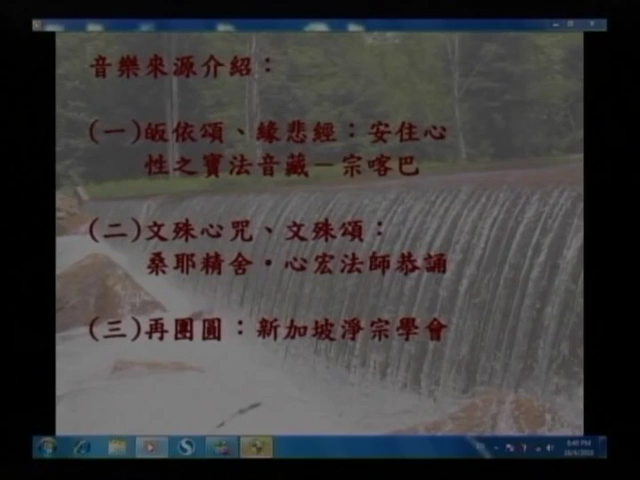 音樂來源介紹：
(一)皈依頌、緣悲經：安住心
性之寶法音藏－宗喀巴
(二)文殊心咒、文殊頌：
桑耶精舍・心宏法師恭誦
(三)再團圓：新加坡淨宗學會